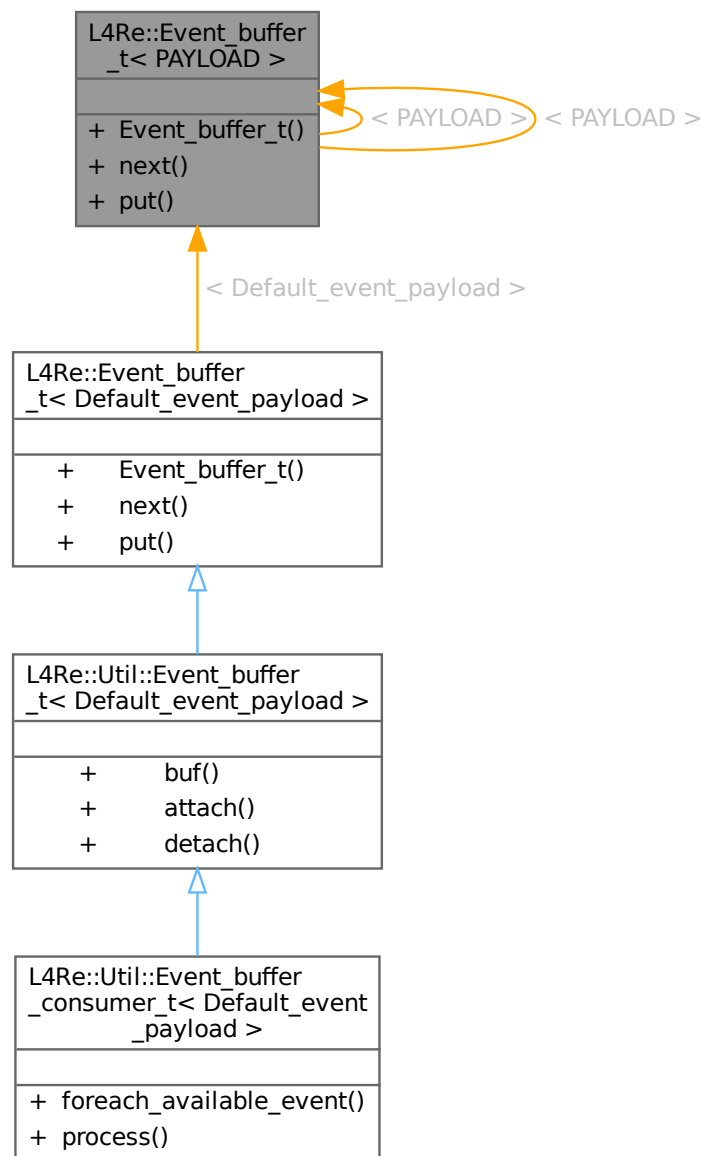 L4Re::Event_buffer
_t< PAYLOAD >
+ Event_buffer_t()
+ next()
+ put()
< PAYLOAD >
< PAYLOAD >
< Default_event_payload >
L4Re::Event_buffer
_t< Default_event_payload >
+ Event_buffer_t()
+ next()
+ put()
L4Re::Util::Event_buffer
_t< Default_event_payload >
+ buf()
+ attach()
+ detach()
L4Re::Util::Event_buffer
_consumer_t< Default_event
_payload >
+ foreach_available_event()
+ process()